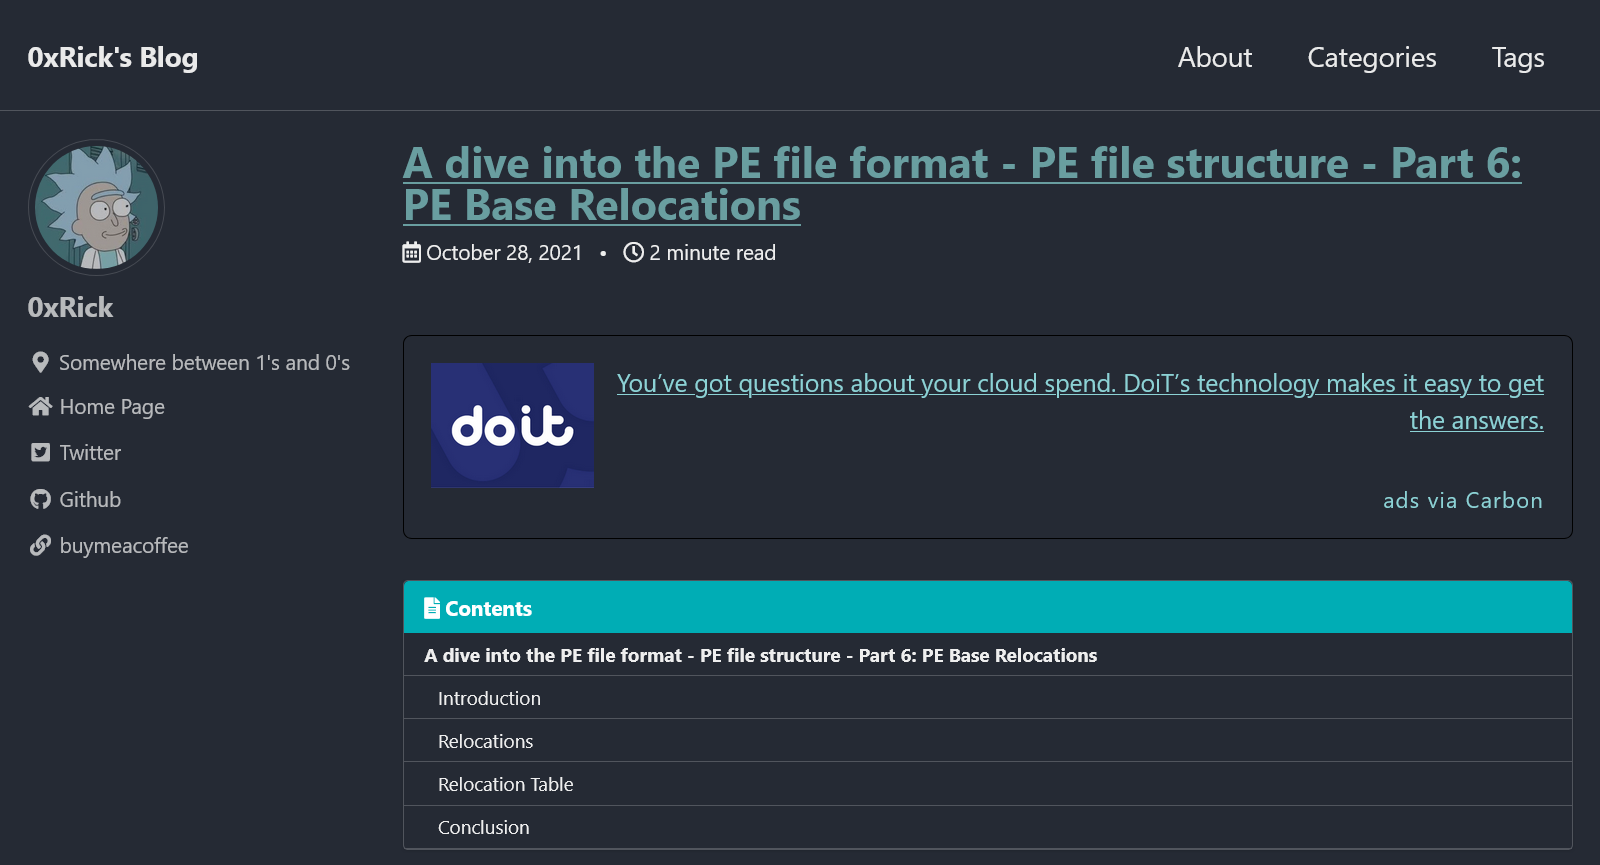 0xRick's Blog
About
Categories
Tags
A dive into the PE file format - PE file structure - Part 6:
PE Base Relocations
October 28, 2021 • 2 minute read
0xRick
Somewhere between 1's and 0's
Home Page
Twitter
Github
buymeacoffee
doit
You’ve got questions about your cloud spend. DoiT’s technology makes it easy to get
the answers.
ads via Carbon
Contents
A dive into the PE file format - PE file structure - Part 6: PE Base Relocations
Introduction
Relocations
Relocation Table
Conclusion